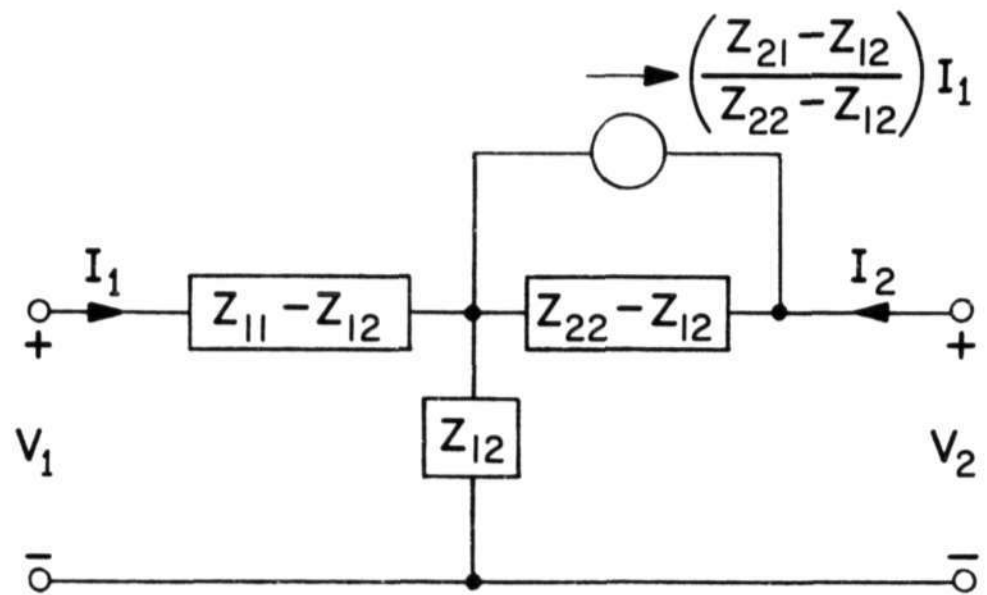 (Z₂₁ – Z₁₂ / Z₂₂ – Z₁₂) I₁
I₁
Z₁₁ – Z₁₂
Z₂₂ – Z₁₂
I₂
+
+
V₁
Z₁₂
V₂
–
–